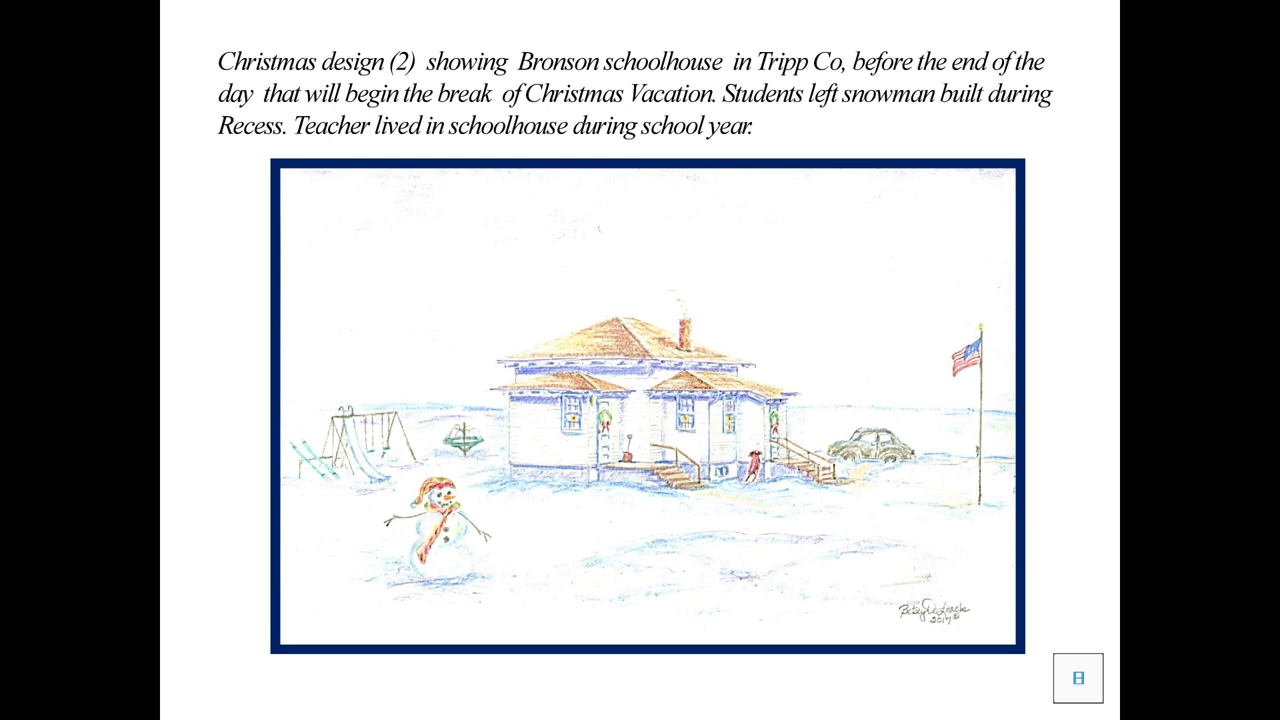 Christmas design (2) showing Bronson schoolhouse in Tripp Co, before the end of the
day that will begin the break of Christmas Vacation. Students left snowman built during
Recess. Teacher lived in schoolhouse during school year.
2017©